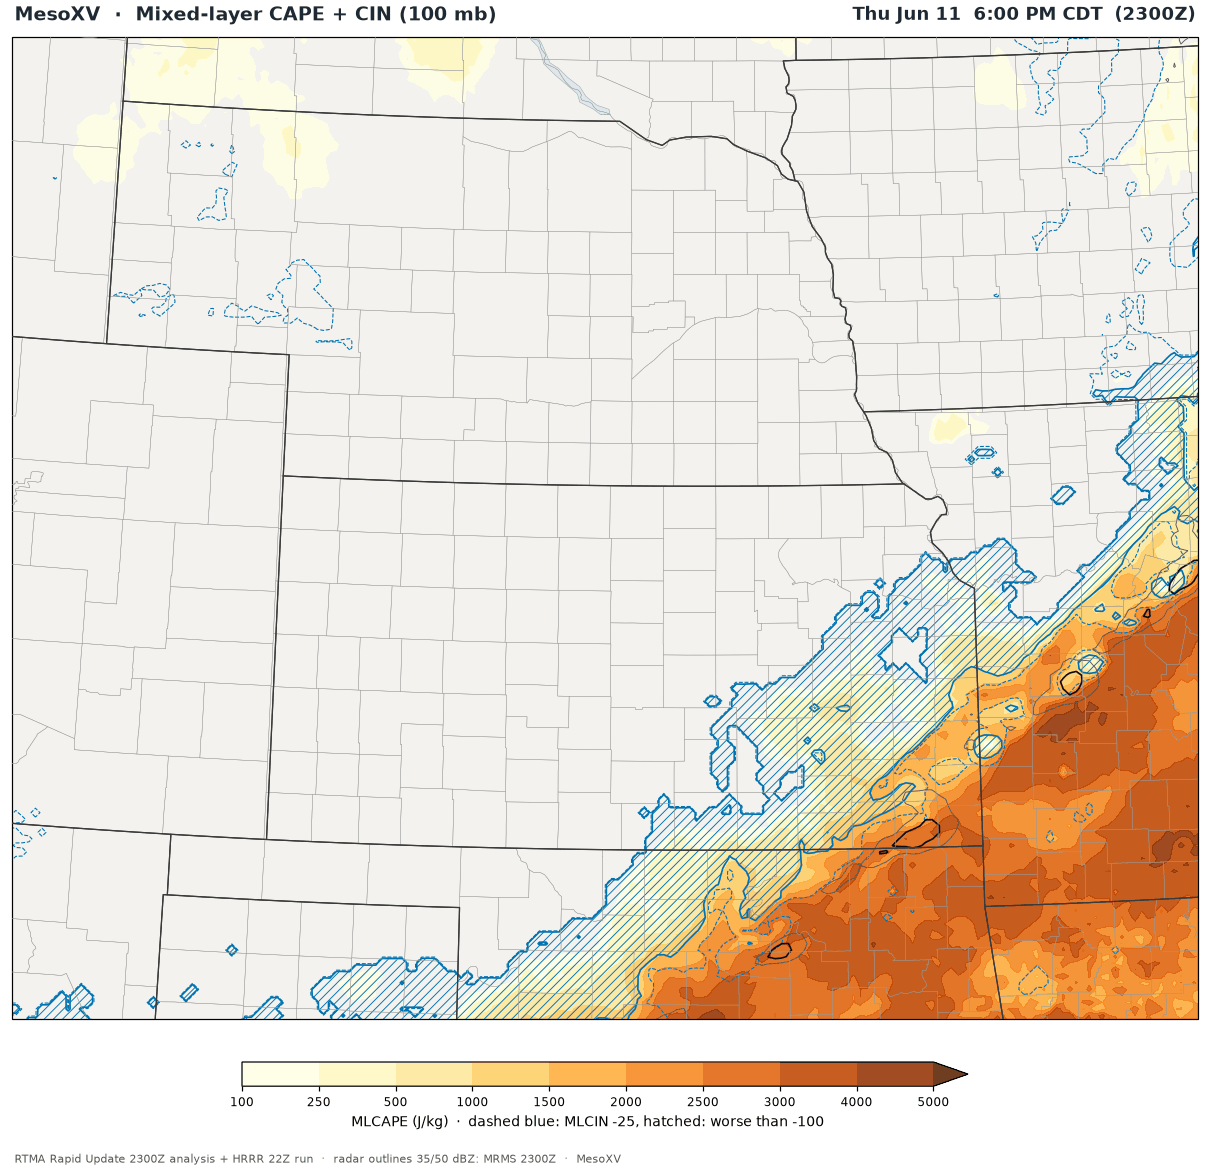 MesoXV · Mixed-layer CAPE + CIN (100 mb)
Thu Jun 11 6:00 PM CDT (2300Z)
100 250 500 1000 1500 2000 2500 3000 4000 5000
MLCAPE (J/kg) · dashed blue: MLCIN -25, hatched: worse than -100
RTMA Rapid Update 2300Z analysis + HRRR 22Z run · radar outlines 35/50 dBZ: MRMS 2300Z · MesoXV